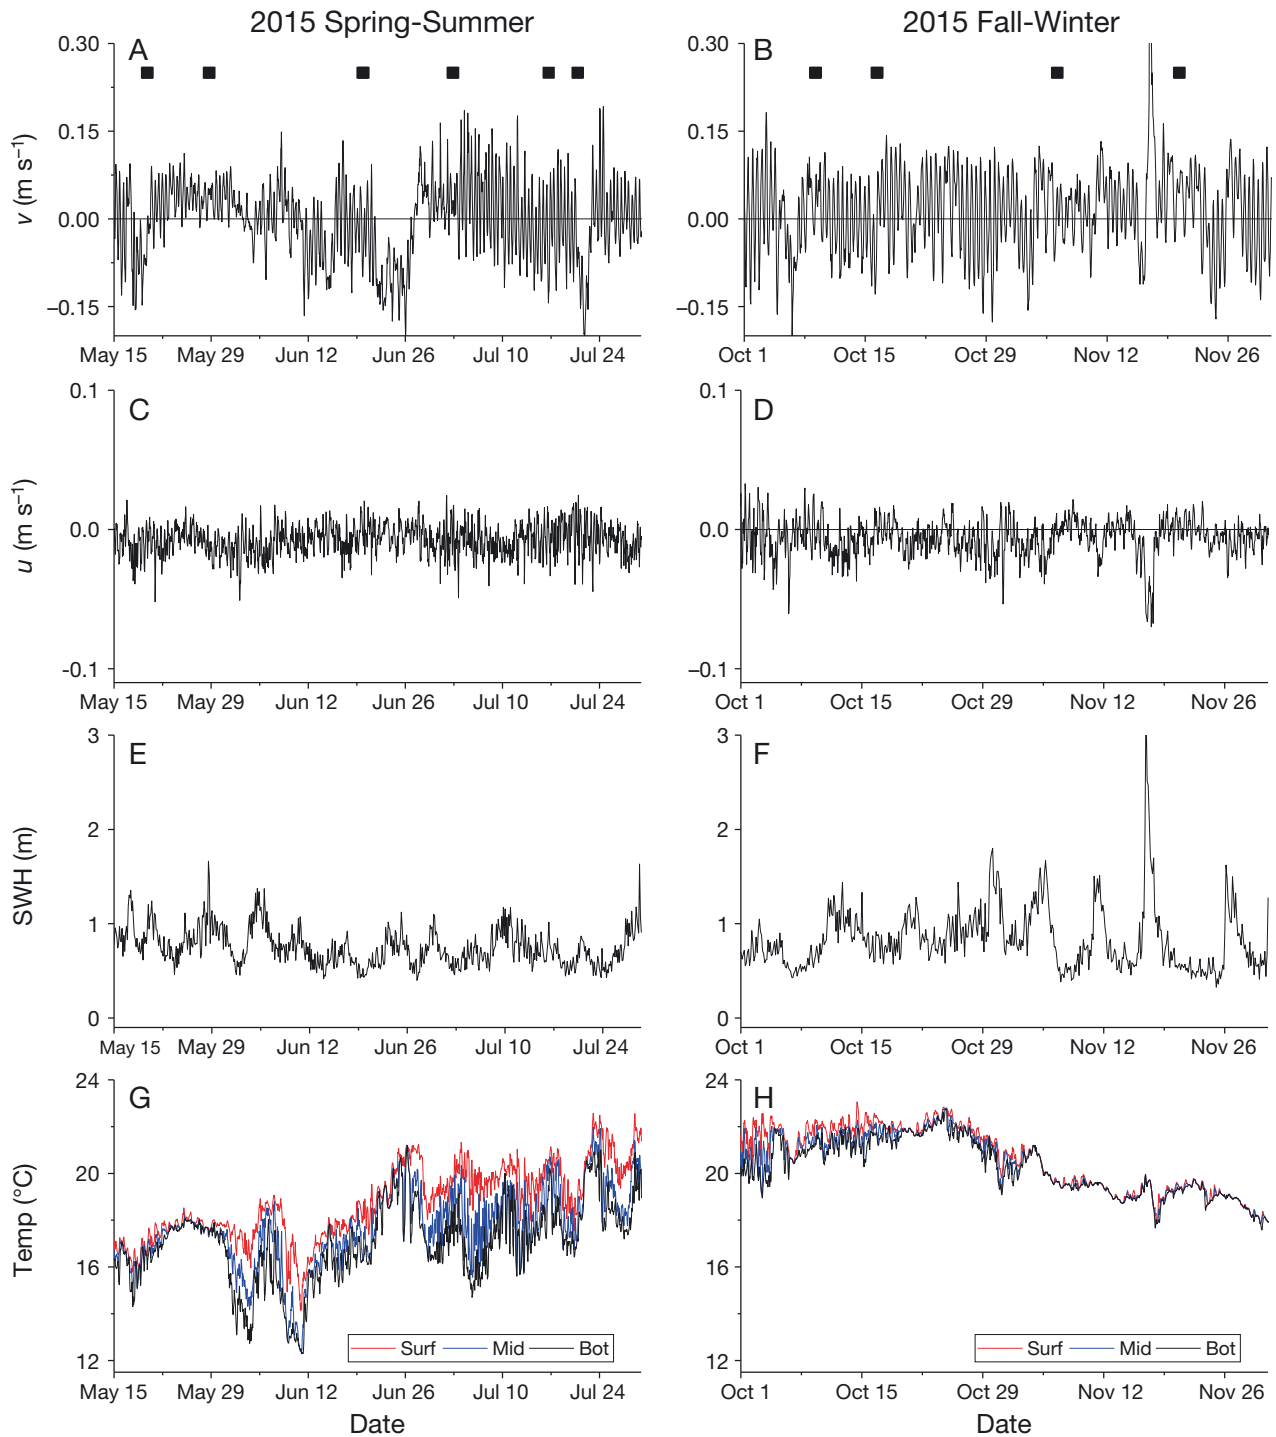 2015 Spring-Summer
2015 Fall-Winter
A
0.30
0.15
0.00
−0.15
v (m s−1)
May 15 May 29 Jun 12 Jun 26 Jul 10 Jul 24
B
0.30
0.15
0.00
−0.15
Oct 1 Oct 15 Oct 29 Nov 12 Nov 26
C
0.1
0.0
-0.1
u (m s−1)
May 15 May 29 Jun 12 Jun 26 Jul 10 Jul 24
D
0.1
0.0
−0.1
Oct 1 Oct 15 Oct 29 Nov 12 Nov 26
E
3
2
1
0
SWH (m)
May 15 May 29 Jun 12 Jun 26 Jul 10 Jul 24
F
3
2
1
0
Oct 1 Oct 15 Oct 29 Nov 12 Nov 26
G
24
20
16
12
Temp (°C)
Surf Mid Bot
May 15 May 29 Jun 12 Jun 26 Jul 10 Jul 24
Date
H
24
20
16
12
Surf Mid Bot
Oct 1 Oct 15 Oct 29 Nov 12 Nov 26
Date